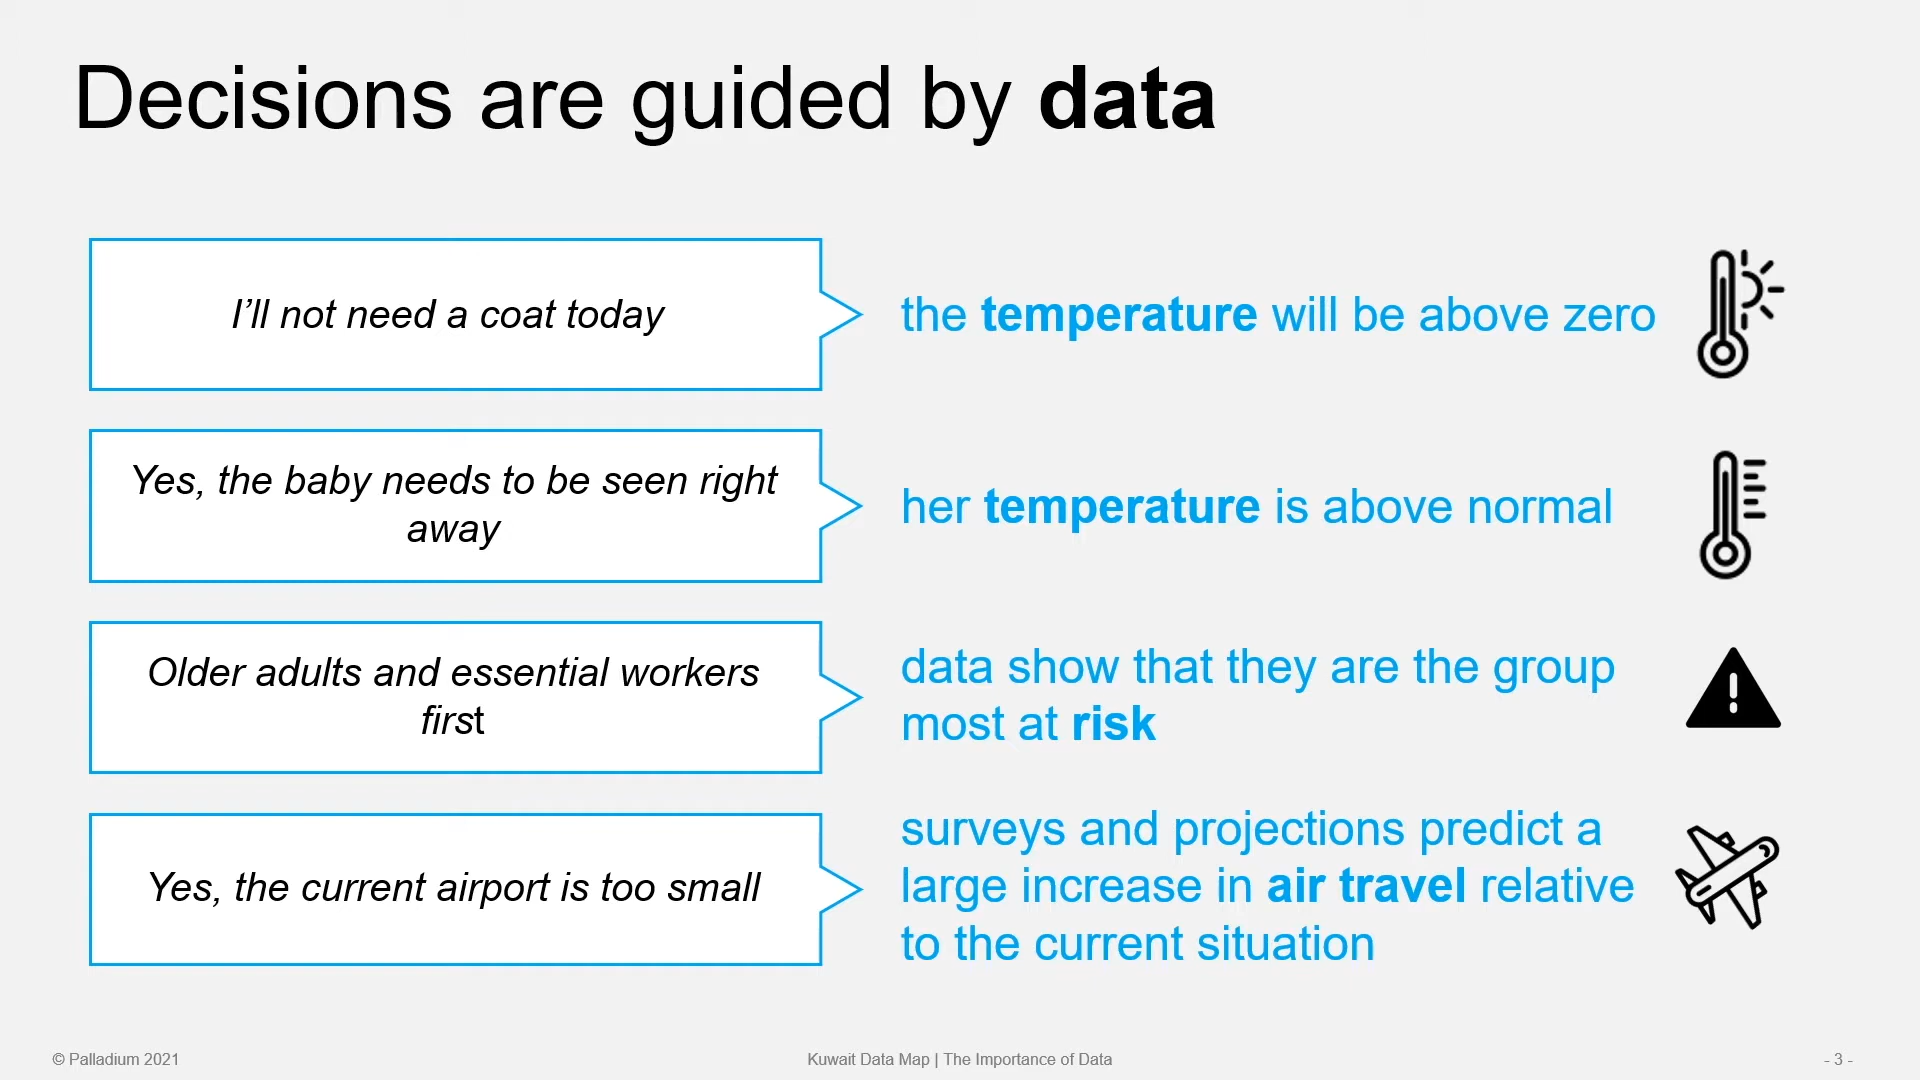 Decisions are guided by data
I’ll not need a coat today
the temperature will be above zero
Yes, the baby needs to be seen right
away
her temperature is above normal
Older adults and essential workers
first
data show that they are the group
most at risk
Yes, the current airport is too small
surveys and projections predict a
large increase in air travel relative
to the current situation
© Palladium 2021
Kuwait Data Map | The Importance of Data
- 3 -